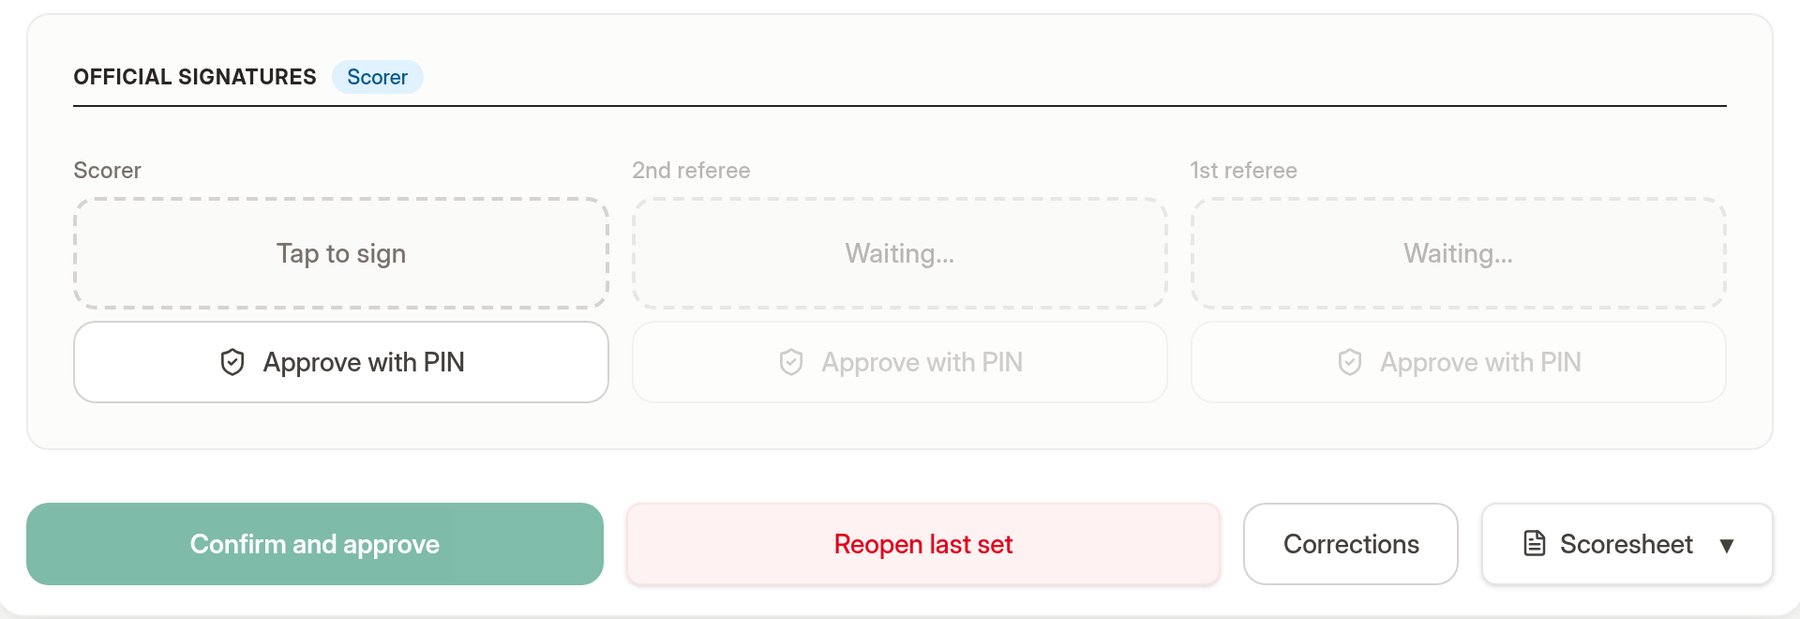 OFFICIAL SIGNATURES Scorer
Scorer 2nd referee 1st referee
Tap to sign Waiting... Waiting...
Approve with PIN Approve with PIN Approve with PIN
Confirm and approve Reopen last set Corrections Scoresheet ▼